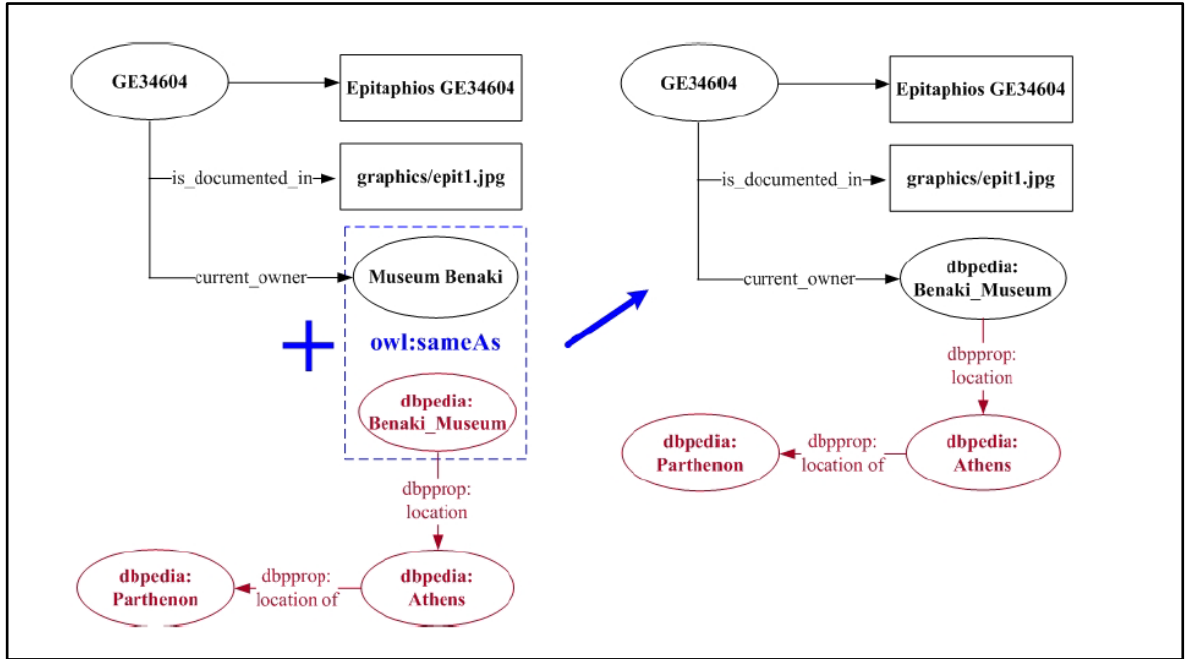 GE34604
Epitaphios GE34604
is_documented_in
graphics/epit1.jpg
current_owner
Museum Benaki
owl:sameAs
dbpedia:
Benaki_Museum
dbpprop:
location
dbpedia:
Athens
dbpprop:
location of
dbpedia:
Parthenon
GE34604
Epitaphios GE34604
is_documented_in
graphics/epit1.jpg
current_owner
dbpedia:
Benaki_Museum
dbpprop:
location
dbpedia:
Athens
dbpprop:
location of
dbpedia:
Parthenon